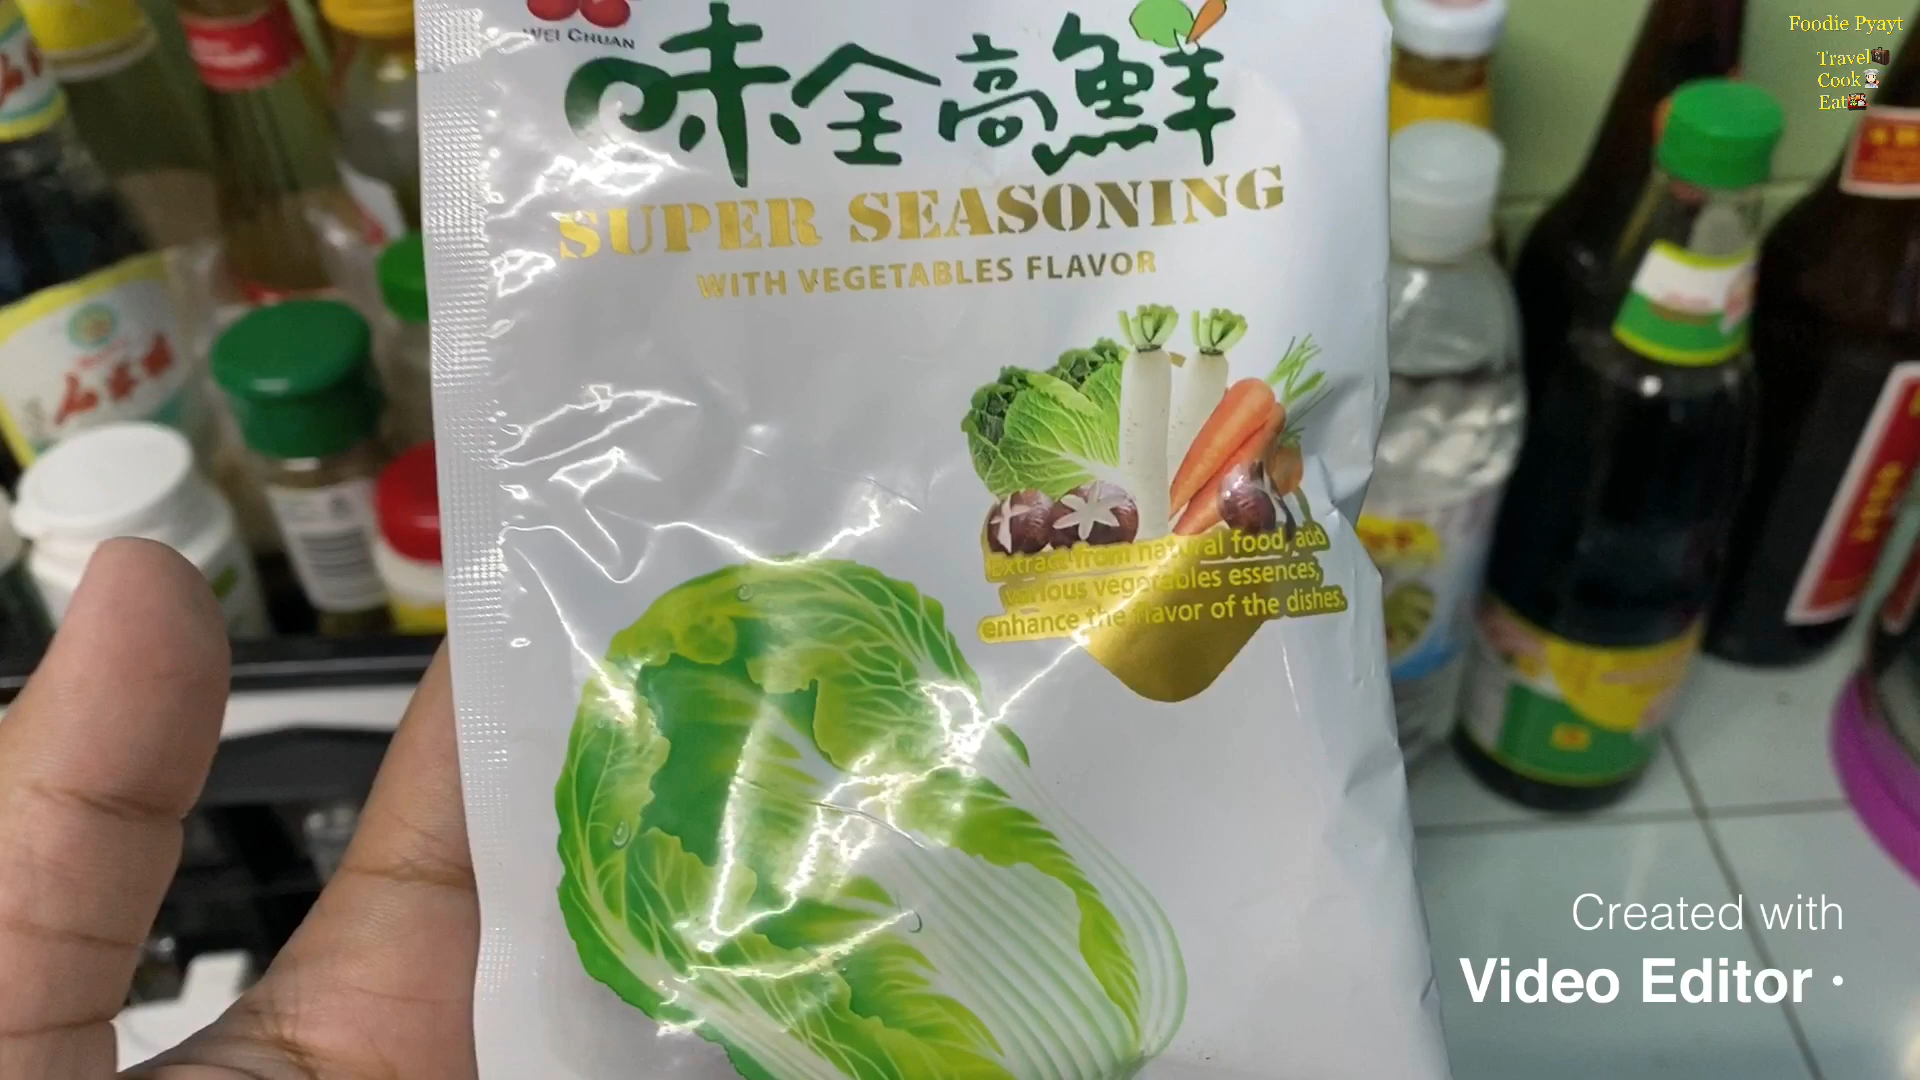 Foodie Pyayt
Travel
Cook
Eat
WEI CHUAN
味全高鮮
SUPER SEASONING
WITH VEGETABLES FLAVOR
Extract from natural food, add
various vegetables essences,
enhance the flavor of the dishes.
Created with
Video Editor